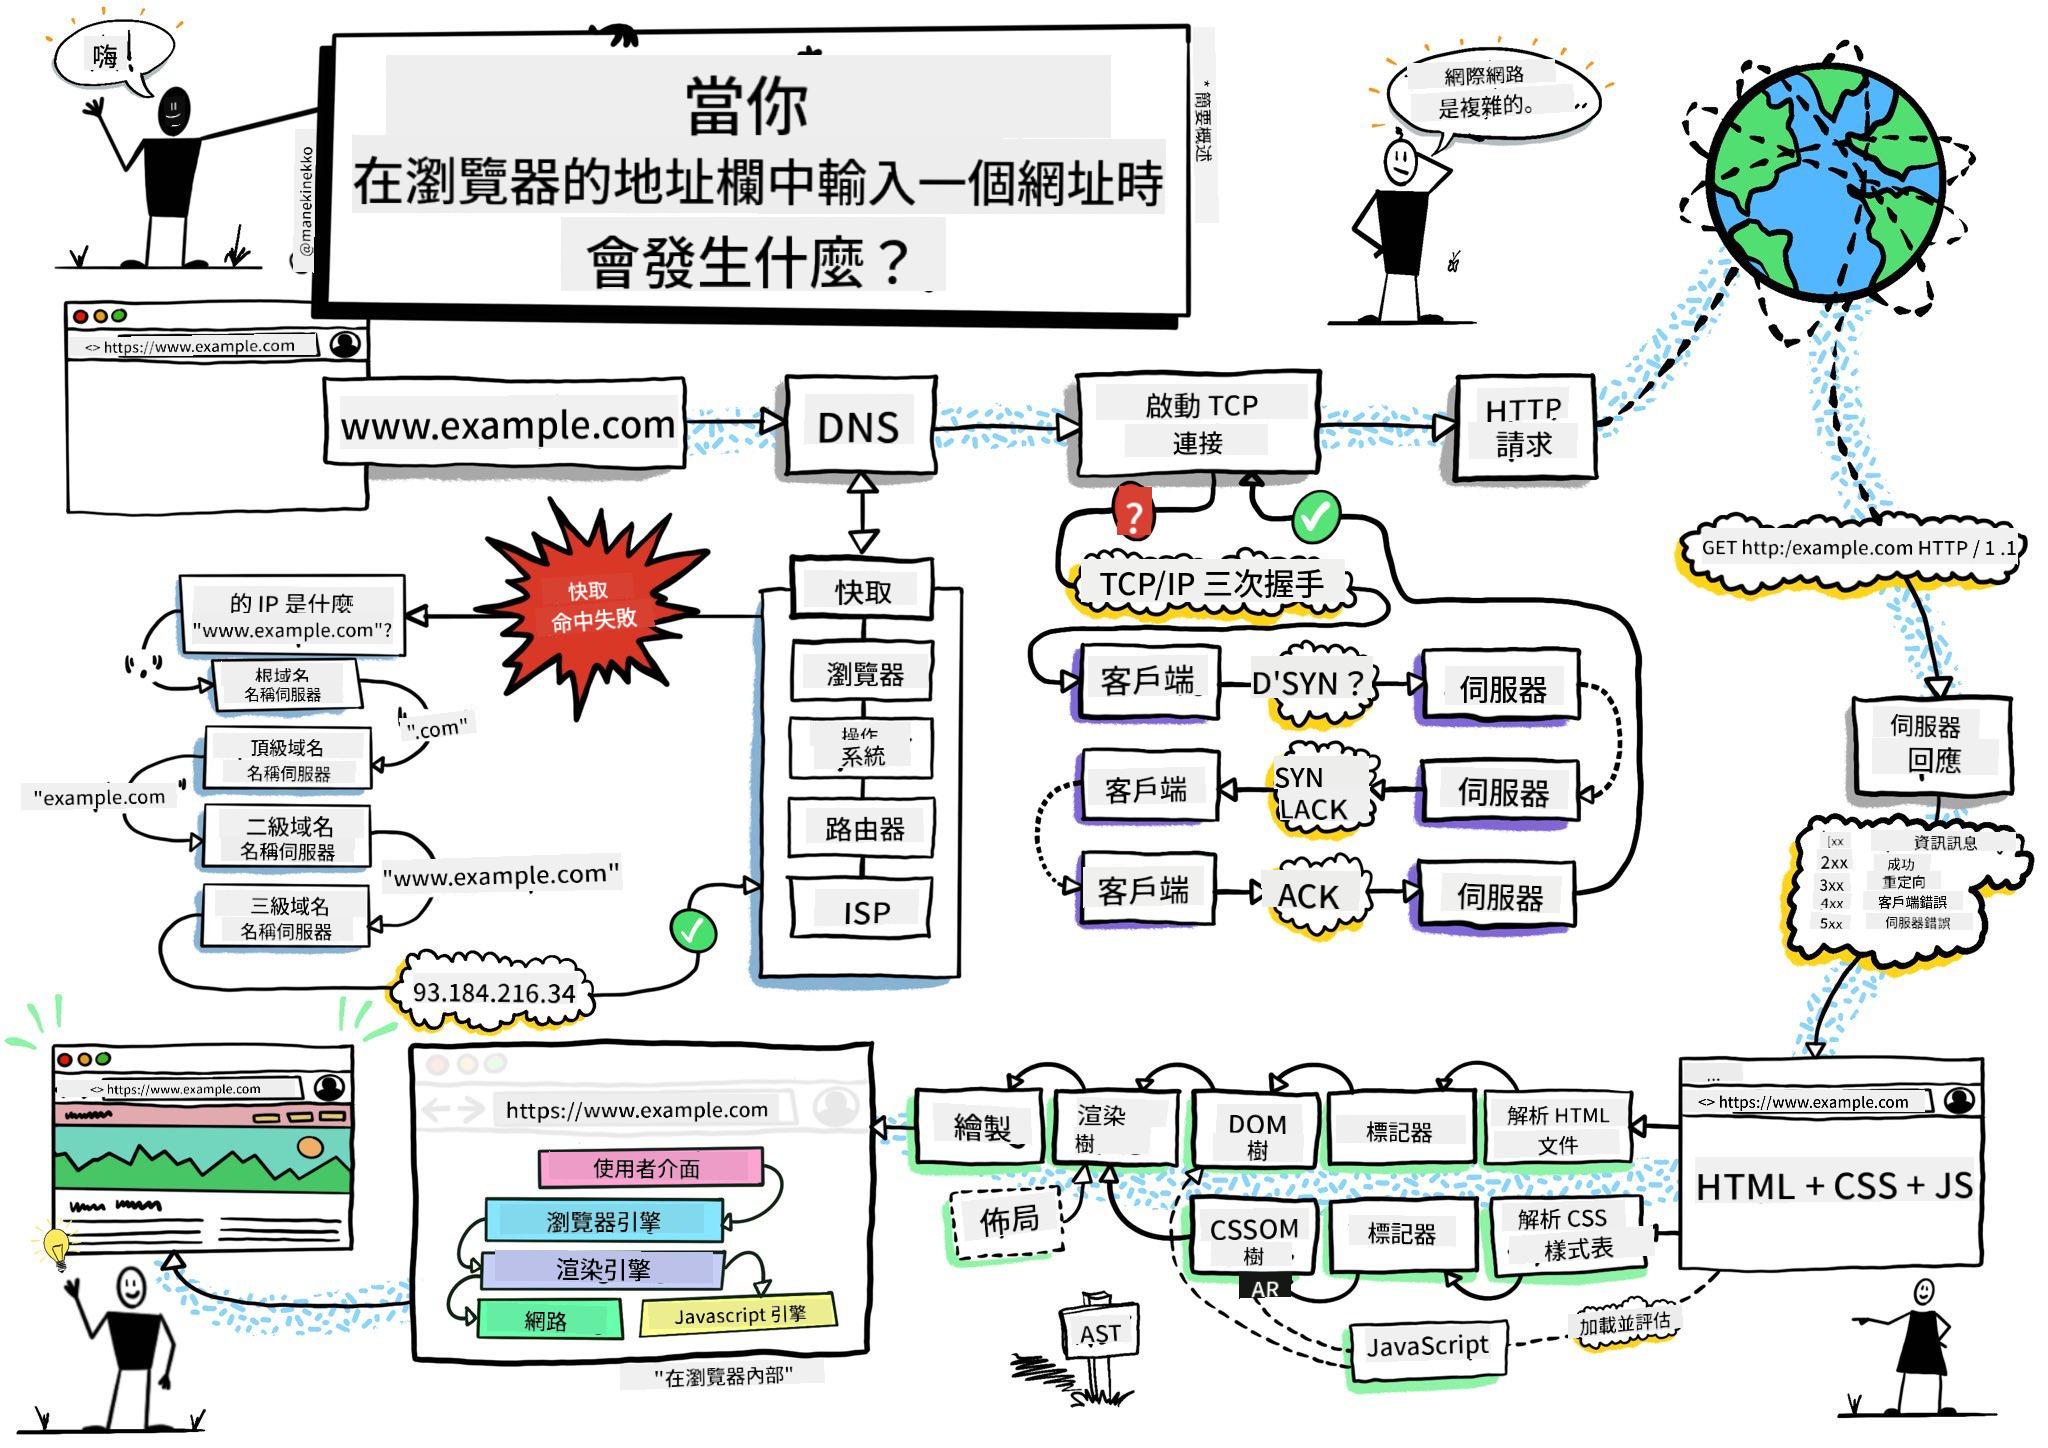 嗨！
當你
在瀏覽器的地址欄中輸入一個網址時
會發生什麼？
@manekinekko
* 簡要概述
網際網路
是複雜的。
<> https://www.example.com
www.example.com
DNS
啟動 TCP
連接
HTTP
請求
GET http:/example.com HTTP / 1 .1
伺服器
回應
[xx 資訊訊息
2xx 成功
3xx 重定向
4xx 客戶端錯誤
5xx 伺服器錯誤
快取
瀏覽器
操作
系統
路由器
ISP
快取
命中失敗
的 IP 是什麼
"www.example.com"?
根域名
名稱伺服器
".com"
頂級域名
名稱伺服器
"example.com
二級域名
名稱伺服器
"www.example.com"
三級域名
名稱伺服器
93.184.216.34
?
TCP/IP 三次握手
客戶端
D'SYN？
伺服器
客戶端
SYN
LACK
伺服器
客戶端
ACK
伺服器
...
<> https://www.example.com
HTML + CSS + JS
解析 HTML
文件
標記器
DOM
樹
渲染
樹
繪製
佈局
解析 CSS
樣式表
標記器
CSSOM
樹
AR
JavaScript
加載並評估
AST
https://www.example.com
使用者介面
瀏覽器引擎
渲染引擎
網路
Javascript 引擎
"在瀏覽器內部"
<> https://www.example.com